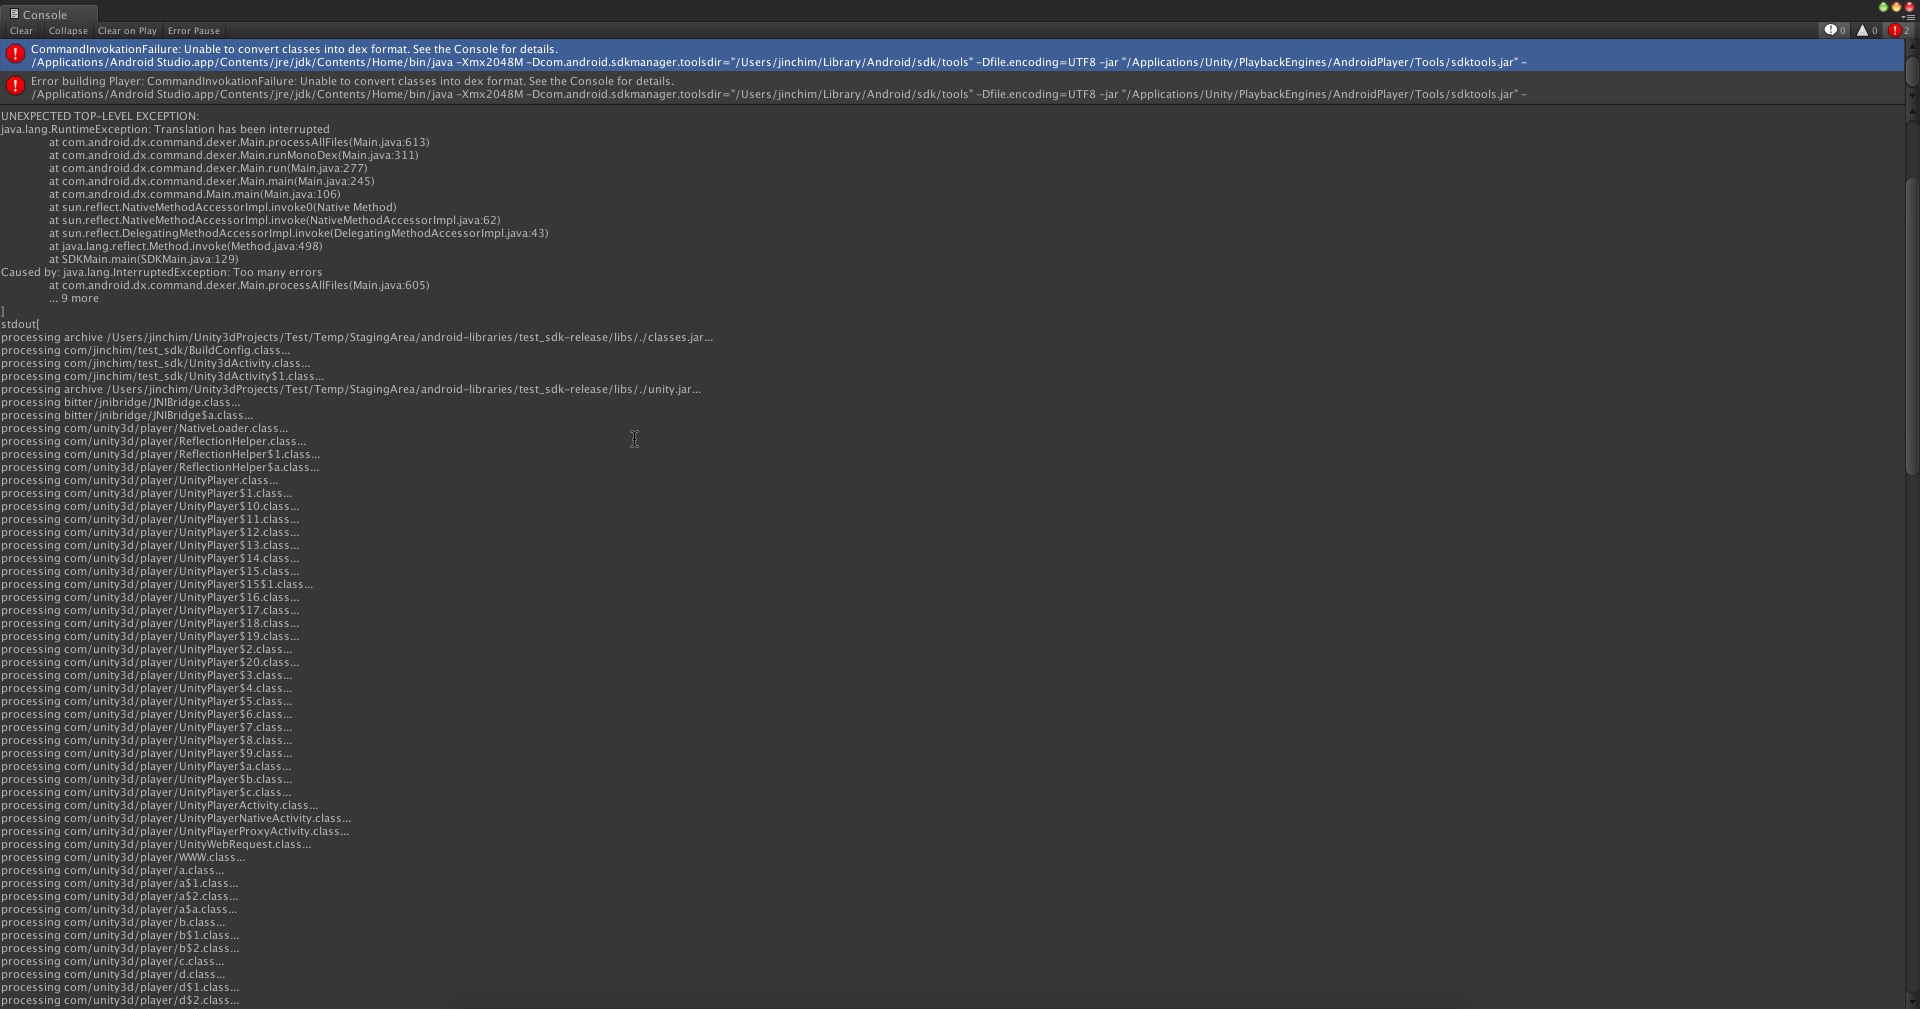 Console
Clear Collapse Clear on Play Error Pause 0 0 2
CommandInvokationFailure: Unable to convert classes into dex format. See the Console for details.
/Applications/Android Studio.app/Contents/jre/jdk/Contents/Home/bin/java -Xmx2048M -Dcom.android.sdkmanager.toolsdir="/Users/jinchim/Library/Android/sdk/tools" -Dfile.encoding=UTF8 -jar "/Applications/Unity/PlaybackEngines/AndroidPlayer/Tools/sdktools.jar" -
Error building Player: CommandInvokationFailure: Unable to convert classes into dex format. See the Console for details.
/Applications/Android Studio.app/Contents/jre/jdk/Contents/Home/bin/java -Xmx2048M -Dcom.android.sdkmanager.toolsdir="/Users/jinchim/Library/Android/sdk/tools" -Dfile.encoding=UTF8 -jar "/Applications/Unity/PlaybackEngines/AndroidPlayer/Tools/sdktools.jar" -
UNEXPECTED TOP-LEVEL EXCEPTION:
java.lang.RuntimeException: Translation has been interrupted
at com.android.dx.command.dexer.Main.processAllFiles(Main.java:613)
at com.android.dx.command.dexer.Main.runMonoDex(Main.java:311)
at com.android.dx.command.dexer.Main.run(Main.java:277)
at com.android.dx.command.dexer.Main.main(Main.java:245)
at com.android.dx.command.Main.main(Main.java:106)
at sun.reflect.NativeMethodAccessorImpl.invoke0(Native Method)
at sun.reflect.NativeMethodAccessorImpl.invoke(NativeMethodAccessorImpl.java:62)
at sun.reflect.DelegatingMethodAccessorImpl.invoke(DelegatingMethodAccessorImpl.java:43)
at java.lang.reflect.Method.invoke(Method.java:498)
at SDKMain.main(SDKMain.java:129)
Caused by: java.lang.InterruptedException: Too many errors
at com.android.dx.command.dexer.Main.processAllFiles(Main.java:605)
... 9 more
]
stdout[
processing archive /Users/jinchim/Unity3dProjects/Test/Temp/StagingArea/android-libraries/test_sdk-release/libs/./classes.jar...
processing com/jinchim/test_sdk/BuildConfig.class...
processing com/jinchim/test_sdk/Unity3dActivity.class...
processing com/jinchim/test_sdk/Unity3dActivity$1.class...
processing archive /Users/jinchim/Unity3dProjects/Test/Temp/StagingArea/android-libraries/test_sdk-release/libs/./unity.jar...
processing bitter/jnibridge/JNIBridge.class...
processing bitter/jnibridge/JNIBridge$a.class...
processing com/unity3d/player/NativeLoader.class...
processing com/unity3d/player/ReflectionHelper.class...
processing com/unity3d/player/ReflectionHelper$1.class...
processing com/unity3d/player/ReflectionHelper$a.class...
processing com/unity3d/player/UnityPlayer.class...
processing com/unity3d/player/UnityPlayer$1.class...
processing com/unity3d/player/UnityPlayer$10.class...
processing com/unity3d/player/UnityPlayer$11.class...
processing com/unity3d/player/UnityPlayer$12.class...
processing com/unity3d/player/UnityPlayer$13.class...
processing com/unity3d/player/UnityPlayer$14.class...
processing com/unity3d/player/UnityPlayer$15.class...
processing com/unity3d/player/UnityPlayer$15$1.class...
processing com/unity3d/player/UnityPlayer$16.class...
processing com/unity3d/player/UnityPlayer$17.class...
processing com/unity3d/player/UnityPlayer$18.class...
processing com/unity3d/player/UnityPlayer$19.class...
processing com/unity3d/player/UnityPlayer$2.class...
processing com/unity3d/player/UnityPlayer$20.class...
processing com/unity3d/player/UnityPlayer$3.class...
processing com/unity3d/player/UnityPlayer$4.class...
processing com/unity3d/player/UnityPlayer$5.class...
processing com/unity3d/player/UnityPlayer$6.class...
processing com/unity3d/player/UnityPlayer$7.class...
processing com/unity3d/player/UnityPlayer$8.class...
processing com/unity3d/player/UnityPlayer$9.class...
processing com/unity3d/player/UnityPlayer$a.class...
processing com/unity3d/player/UnityPlayer$b.class...
processing com/unity3d/player/UnityPlayer$c.class...
processing com/unity3d/player/UnityPlayerActivity.class...
processing com/unity3d/player/UnityPlayerNativeActivity.class...
processing com/unity3d/player/UnityPlayerProxyActivity.class...
processing com/unity3d/player/UnityWebRequest.class...
processing com/unity3d/player/WWW.class...
processing com/unity3d/player/a.class...
processing com/unity3d/player/a$1.class...
processing com/unity3d/player/a$2.class...
processing com/unity3d/player/a$a.class...
processing com/unity3d/player/b.class...
processing com/unity3d/player/b$1.class...
processing com/unity3d/player/b$2.class...
processing com/unity3d/player/c.class...
processing com/unity3d/player/d.class...
processing com/unity3d/player/d$1.class...
processing com/unity3d/player/d$2.class...